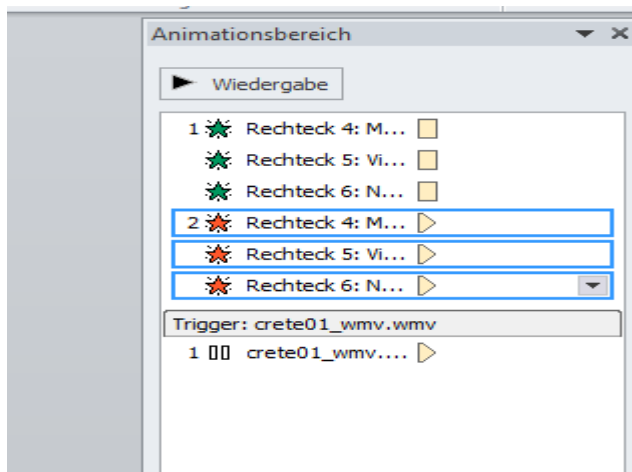 Animationsbereich
Wiedergabe
1 Rechteck 4: M...
Rechteck 5: Vi...
Rechteck 6: N...
2 Rechteck 4: M...
Rechteck 5: Vi...
Rechteck 6: N...
Trigger: crete01_wmv.wmv
1 crete01_wmv....